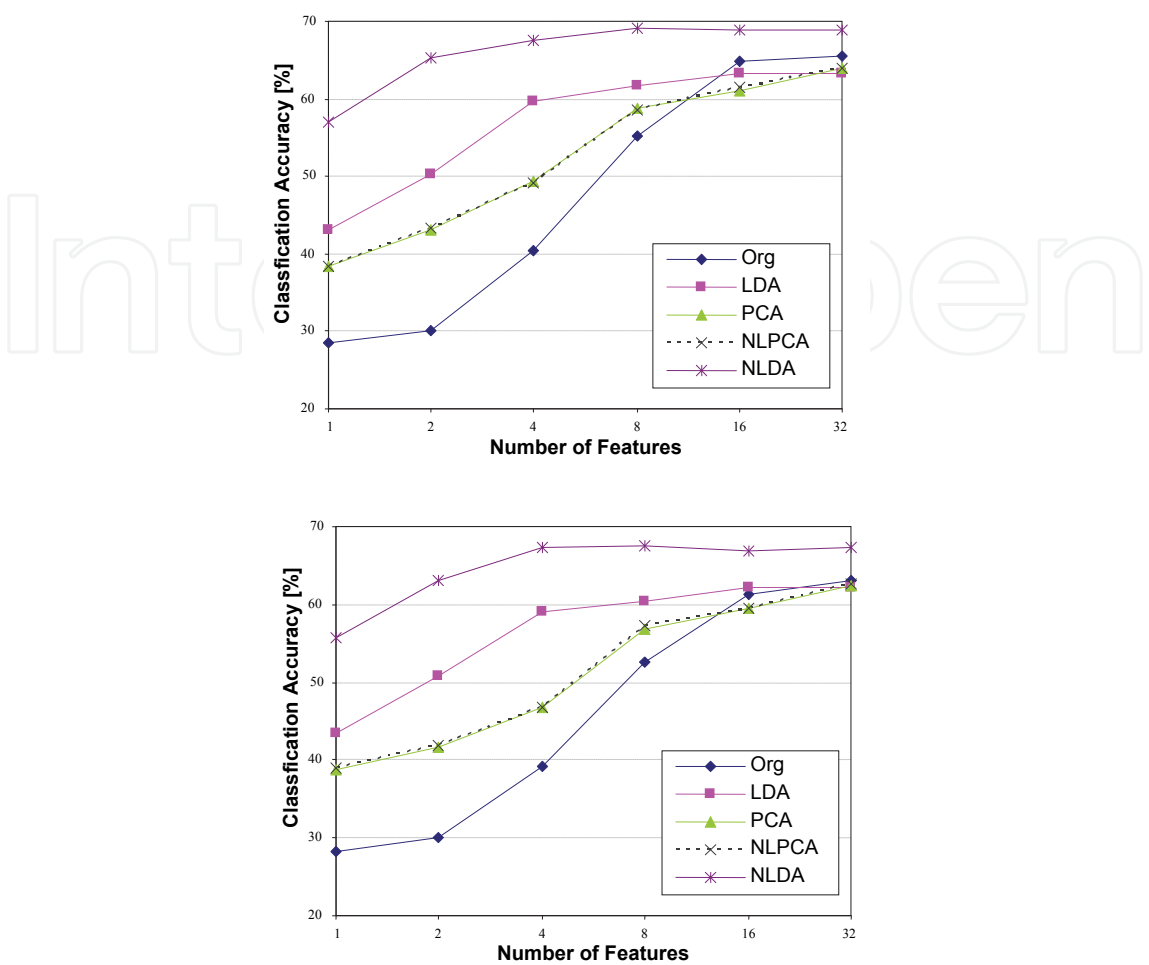 70
60
50
40
30
20
Classfication Accuracy [%]
Org
LDA
PCA
NLPCA
NLDA
1 2 4 8 16 32
Number of Features
70
60
50
40
30
20
Classfication Accuracy [%]
Org
LDA
PCA
NLPCA
NLDA
1 2 4 8 16 32
Number of Features